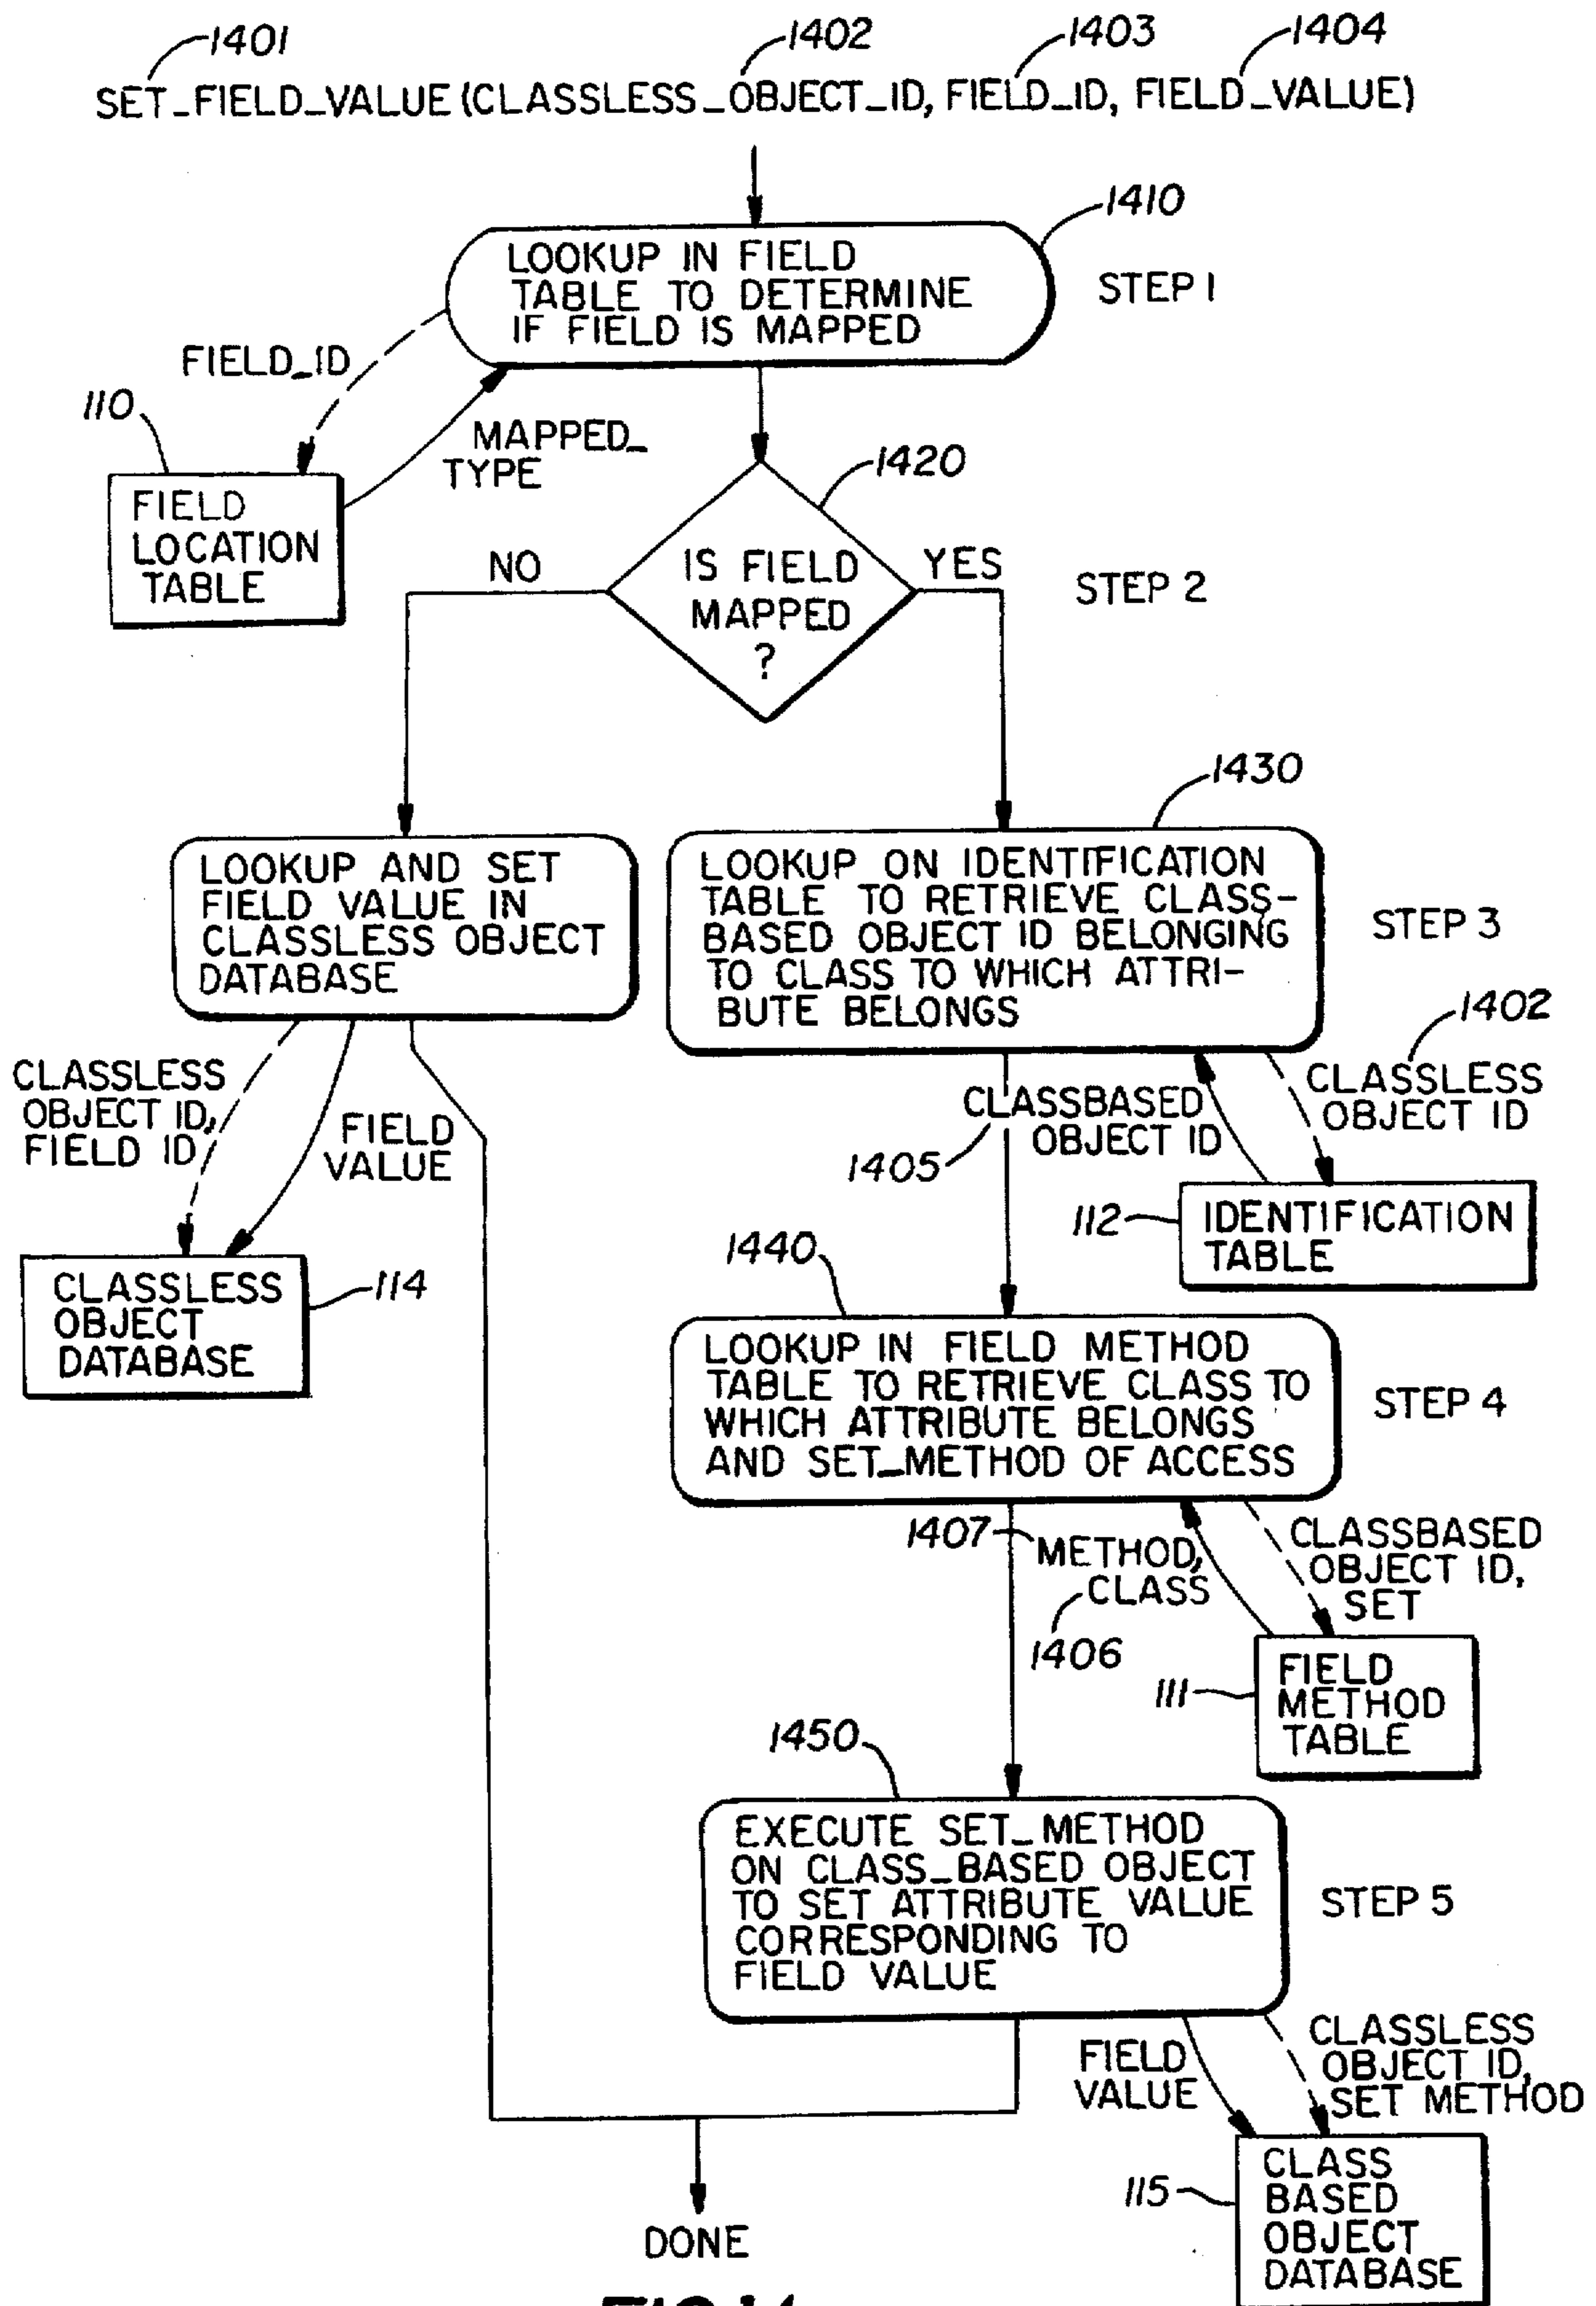 1401
1402
1403
1404
SET_FIELD_VALUE (CLASSLESS_OBJECT_ID, FIELD_ID, FIELD_VALUE)
1410
LOOKUP IN FIELD
TABLE TO DETERMINE
IF FIELD IS MAPPED
STEP 1
FIELD_ID
110
MAPPED_
TYPE
FIELD
LOCATION
TABLE
1420
NO
IS FIELD
MAPPED
?
YES
STEP 2
1430
LOOKUP AND SET
FIELD VALUE IN
CLASSLESS OBJECT
DATABASE
LOOKUP ON IDENTIFICATION
TABLE TO RETRIEVE CLASS-
BASED OBJECT ID BELONGING
TO CLASS TO WHICH ATTRI-
BUTE BELONGS
STEP 3
1402
CLASSLESS
OBJECT ID,
FIELD ID
FIELD
VALUE
CLASSBASED
OBJECT ID
1405
CLASSLESS
OBJECT ID
112
IDENTIFICATION
TABLE
CLASSLESS
OBJECT
DATABASE
114
1440
LOOKUP IN FIELD METHOD
TABLE TO RETRIEVE CLASS TO
WHICH ATTRIBUTE BELONGS
AND SET_METHOD OF ACCESS
STEP 4
1407
METHOD,
CLASS
1406
CLASSBASED
OBJECT ID,
SET
111
FIELD
METHOD
TABLE
1450
EXECUTE SET_METHOD
ON CLASS_BASED OBJECT
TO SET ATTRIBUTE VALUE
CORRESPONDING TO
FIELD VALUE
STEP 5
FIELD
VALUE
CLASSLESS
OBJECT ID,
SET METHOD
115
CLASS
BASED
OBJECT
DATABASE
DONE